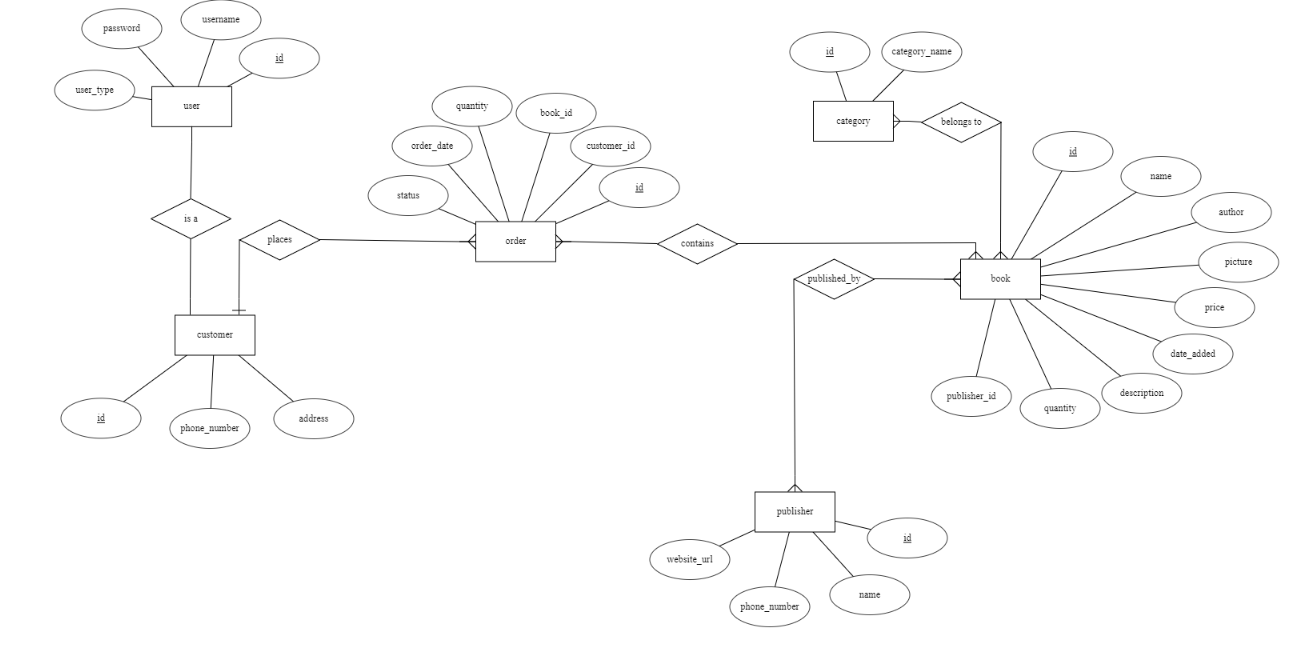 password
username
id
user_type
user
is a
customer
id
phone_number
address
places
status
order_date
quantity
book_id
customer_id
id
order
contains
id
category_name
category
belongs to
id
name
author
picture
price
date_added
description
quantity
publisher_id
book
published_by
publisher
website_url
phone_number
name
id